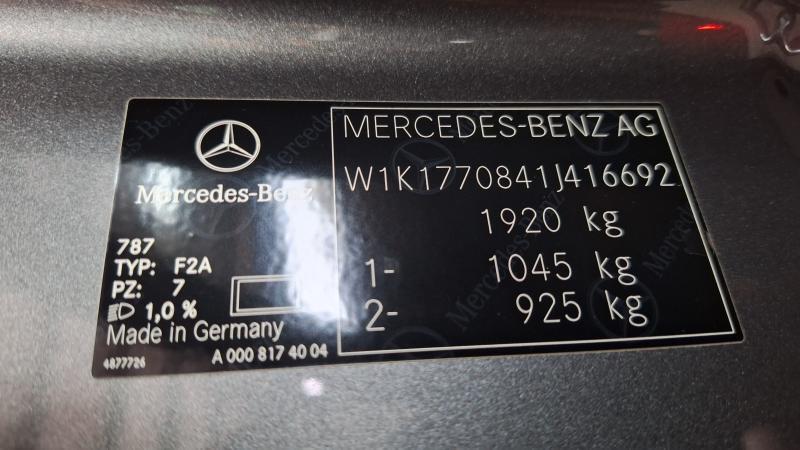 Mercedes-Benz
787
TYP: F2A
PZ: 7
1,0 %
Made in Germany
4877726
A 000 817 40 04
MERCEDES-BENZ AG
W1K1770841J416692
1920 kg
1- 1045 kg
2- 925 kg